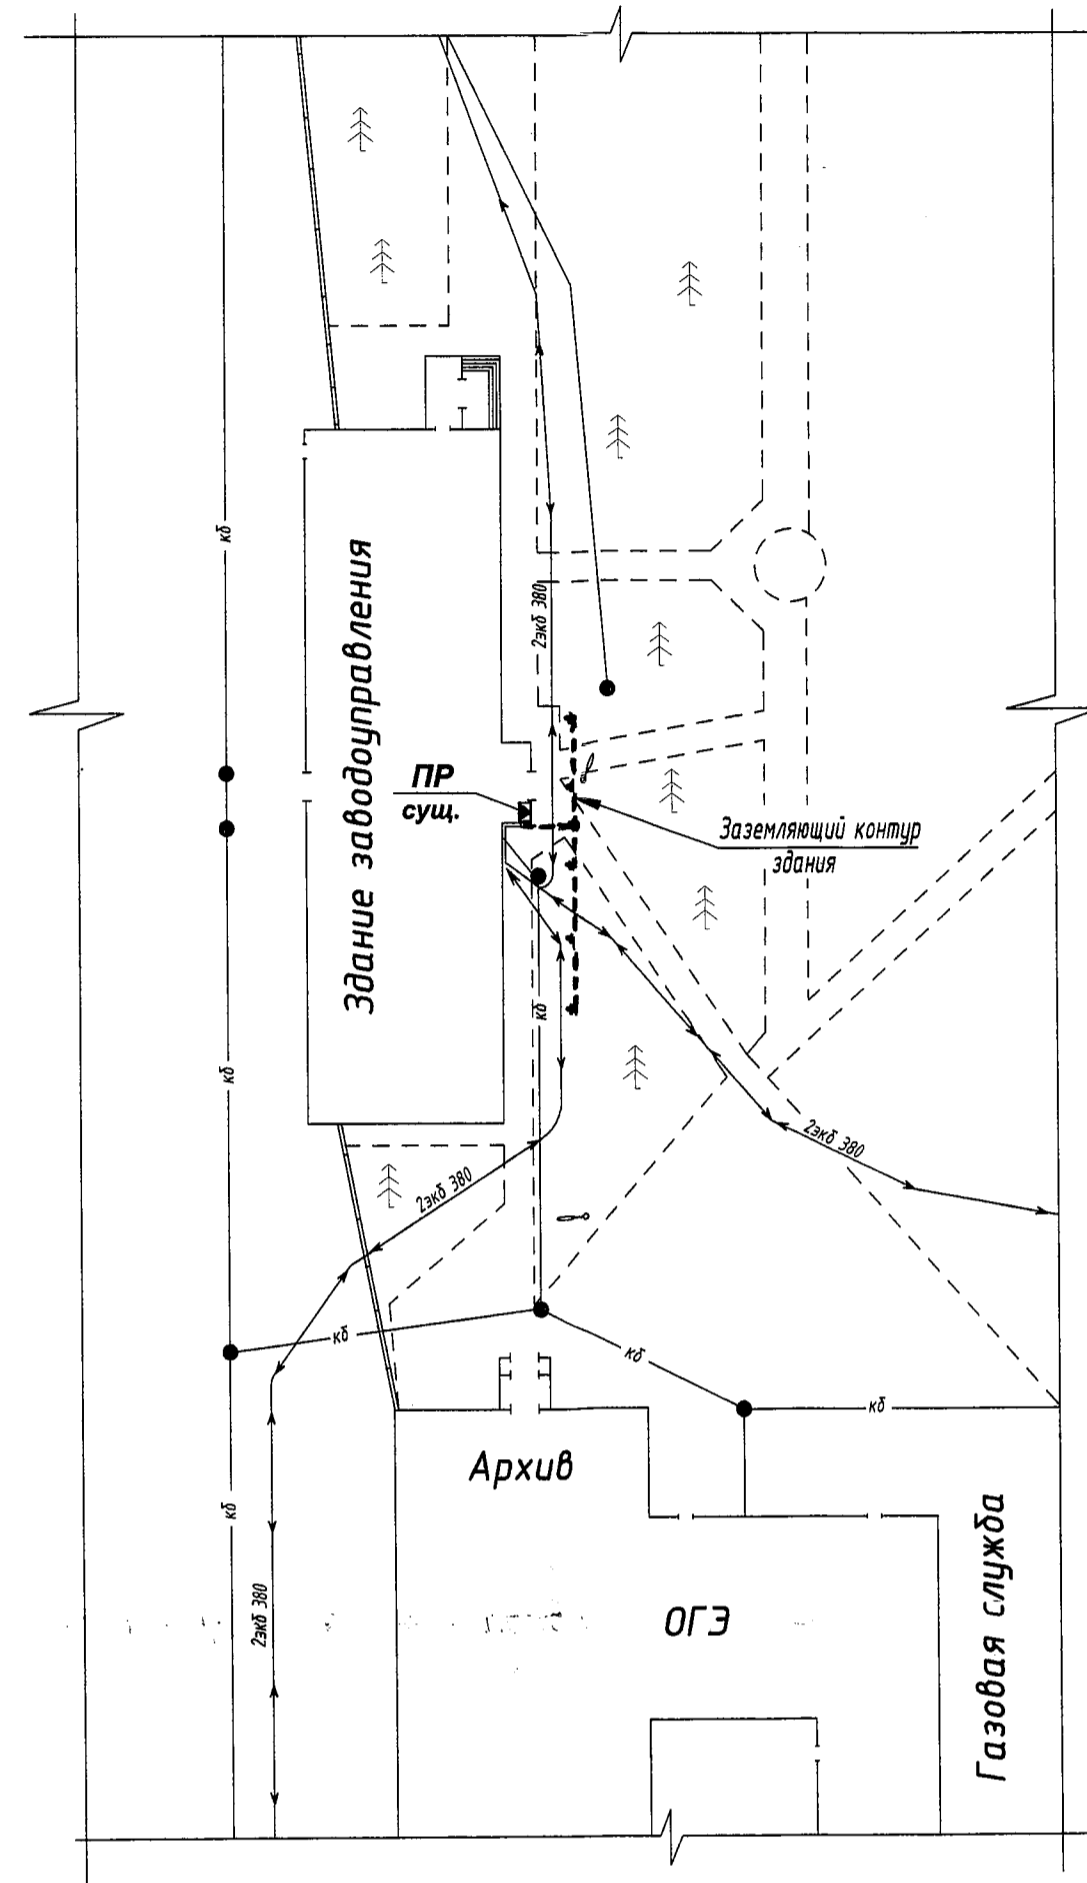 кб
2экб 380
Здание заводоуправления
ПР
сущ.
Заземляющий контур
здания
кб
кб
2экб 380
2экб 380
кб
кб
кб
Архив
кб
2экб 380
ОГЭ
Газовая служба